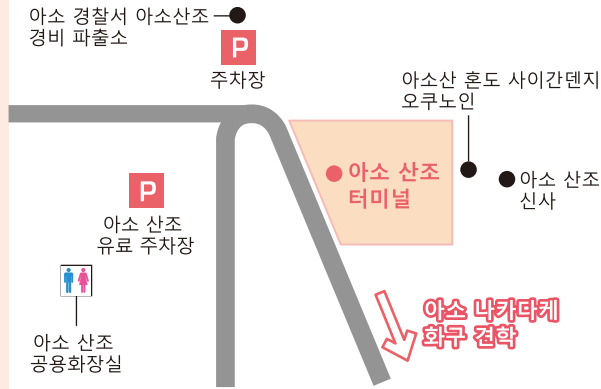 아소 경찰서 아소산조
경비 파출소
P
주차장
아소산 혼도 사이간덴지
오쿠노인
아소 산조
터미널
아소 산조
신사
P
아소 산조
유료 주차장
아소 산조
공용화장실
아소 나카다케
화구 견학